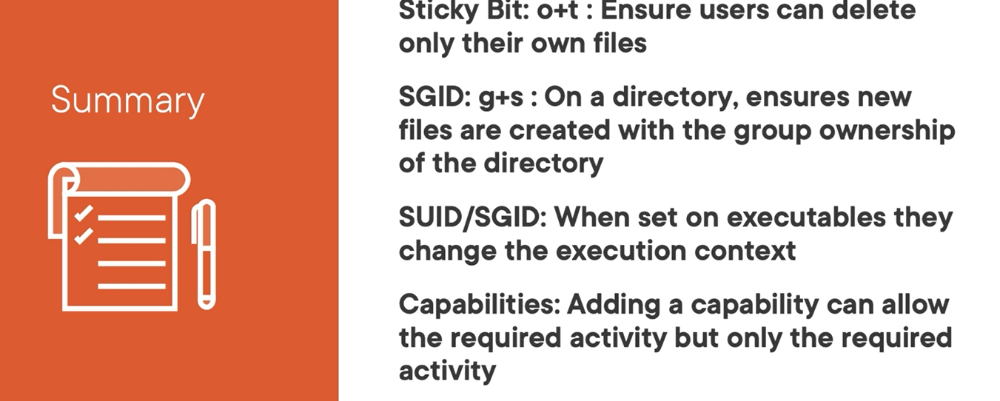 Summary
Sticky Bit: o+t : Ensure users can delete
only their own files
SGID: g+s : On a directory, ensures new
files are created with the group ownership
of the directory
SUID/SGID: When set on executables they
change the execution context
Capabilities: Adding a capability can allow
the required activity but only the required
activity